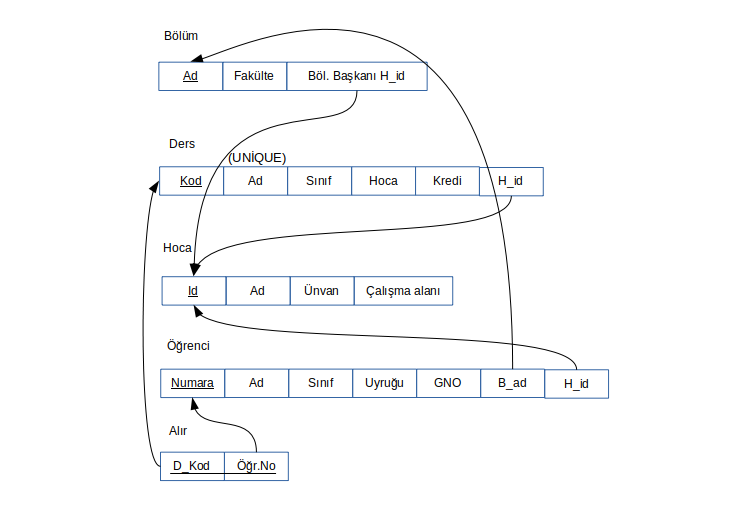 Bölüm
Ad Fakülte Böl. Başkanı H_id
Ders
(UNİQUE)
Kod Ad Sınıf Hoca Kredi H_id
Hoca
Id Ad Ünvan Çalışma alanı
Öğrenci
Numara Ad Sınıf Uyruğu GNO B_ad H_id
Alır
D_Kod Öğr.No